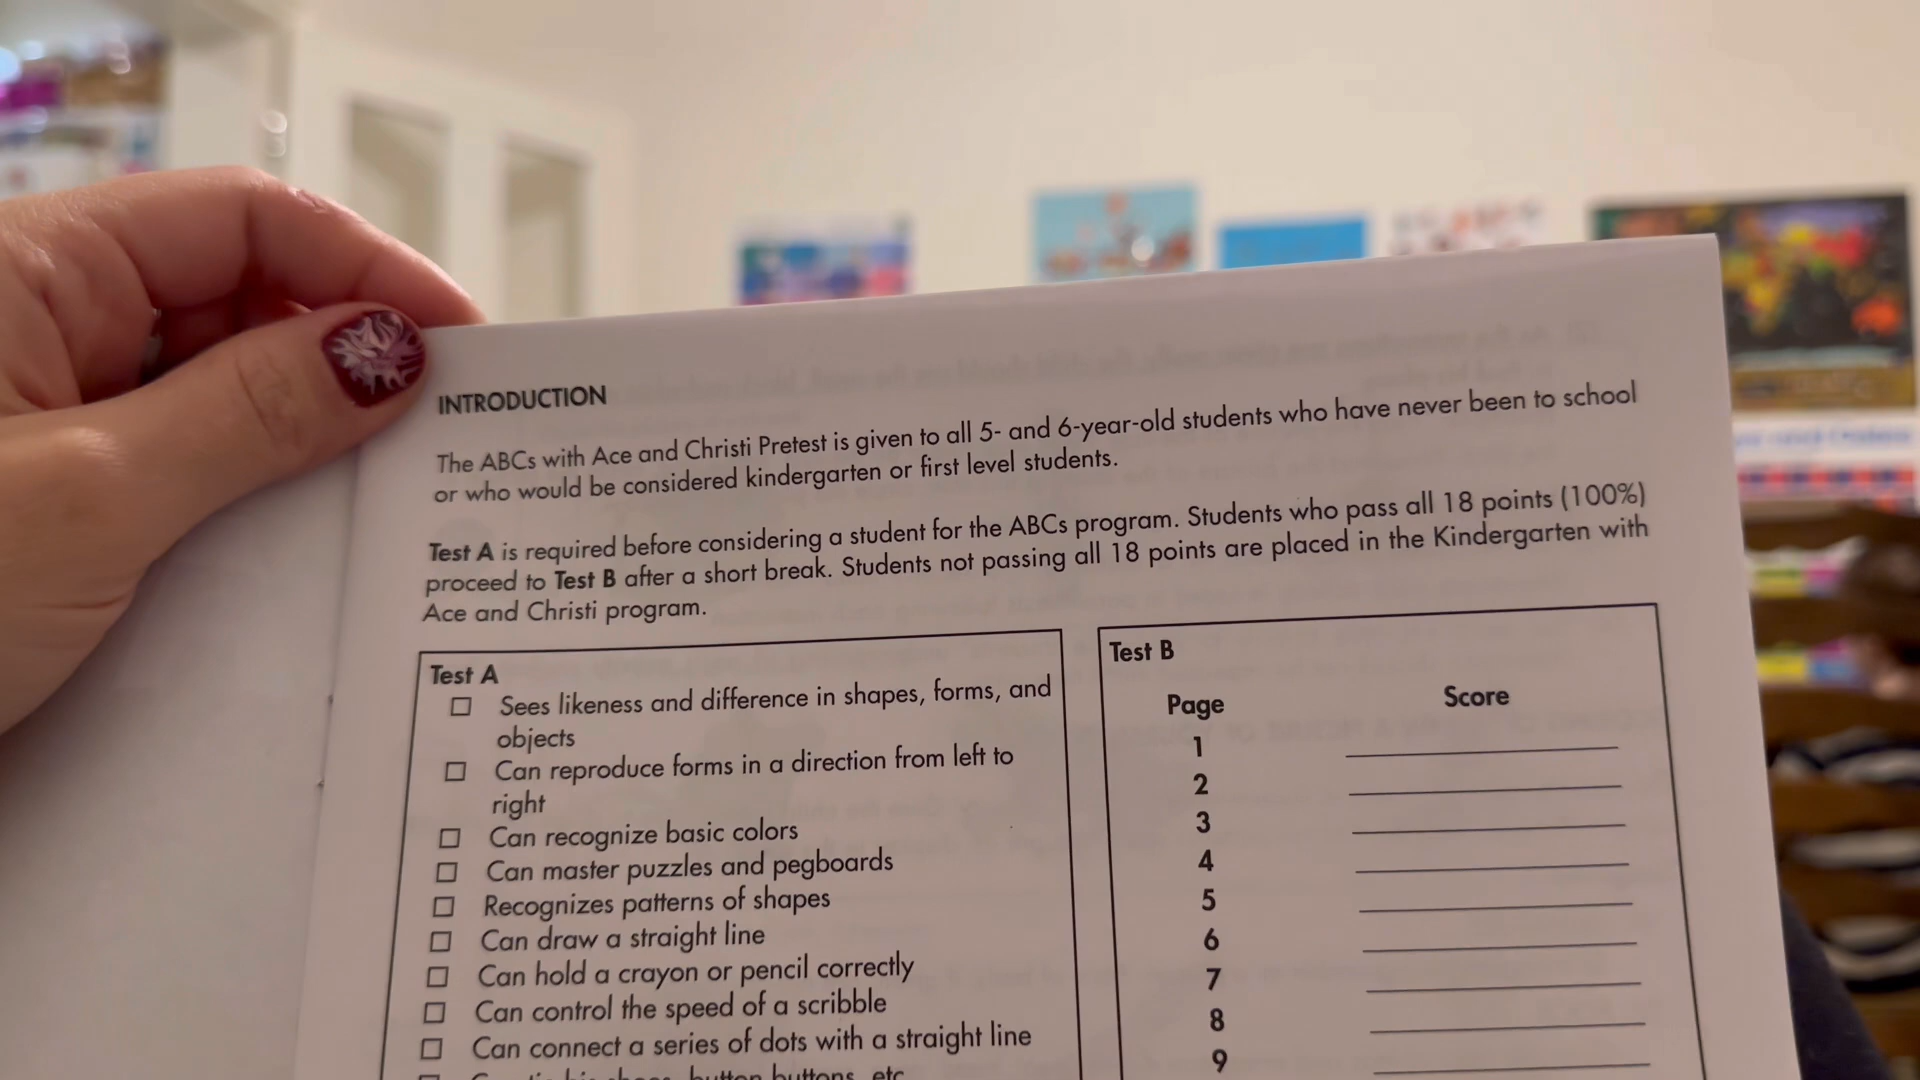 INTRODUCTION
The ABCs with Ace and Christi Pretest is given to all 5- and 6-year-old students who have never been to school
or who would be considered kindergarten or first level students.
Test A is required before considering a student for the ABCs program. Students who pass all 18 points (100%)
proceed to Test B after a short break. Students not passing all 18 points are placed in the Kindergarten with
Ace and Christi program.
Test A
Sees likeness and difference in shapes, forms, and
objects
Can reproduce forms in a direction from left to
right
Can recognize basic colors
Can master puzzles and pegboards
Recognizes patterns of shapes
Can draw a straight line
Can hold a crayon or pencil correctly
Can control the speed of a scribble
Can connect a series of dots with a straight line
button buttons, etc
Test B
Page Score
1
2
3
4
5
6
7
8
9